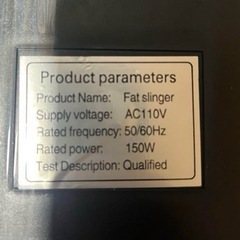 Product parameters
Product Name: Fat slinger
Supply voltage: AC110V
Rated frequency: 50/60Hz
Rated power: 150W
Test Description: Qualified